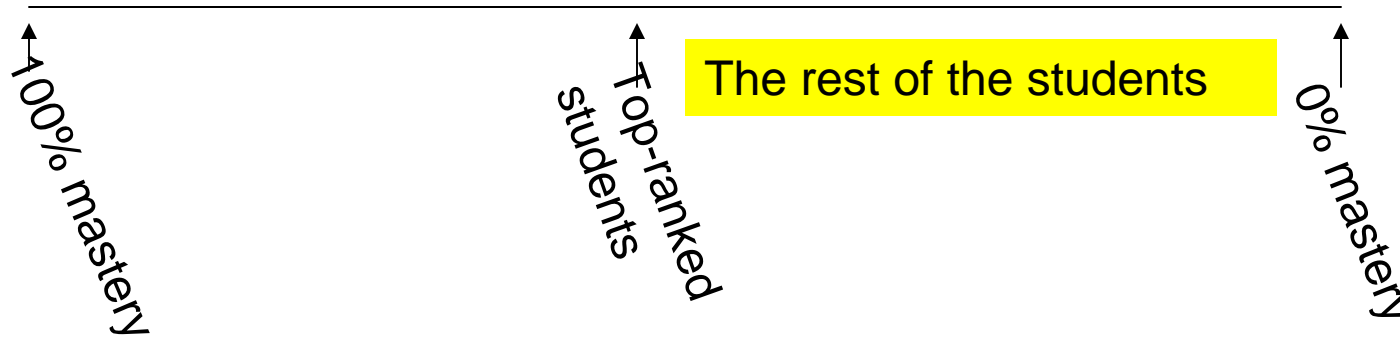 100% mastery
Top-ranked
students
The rest of the students
0% mastery